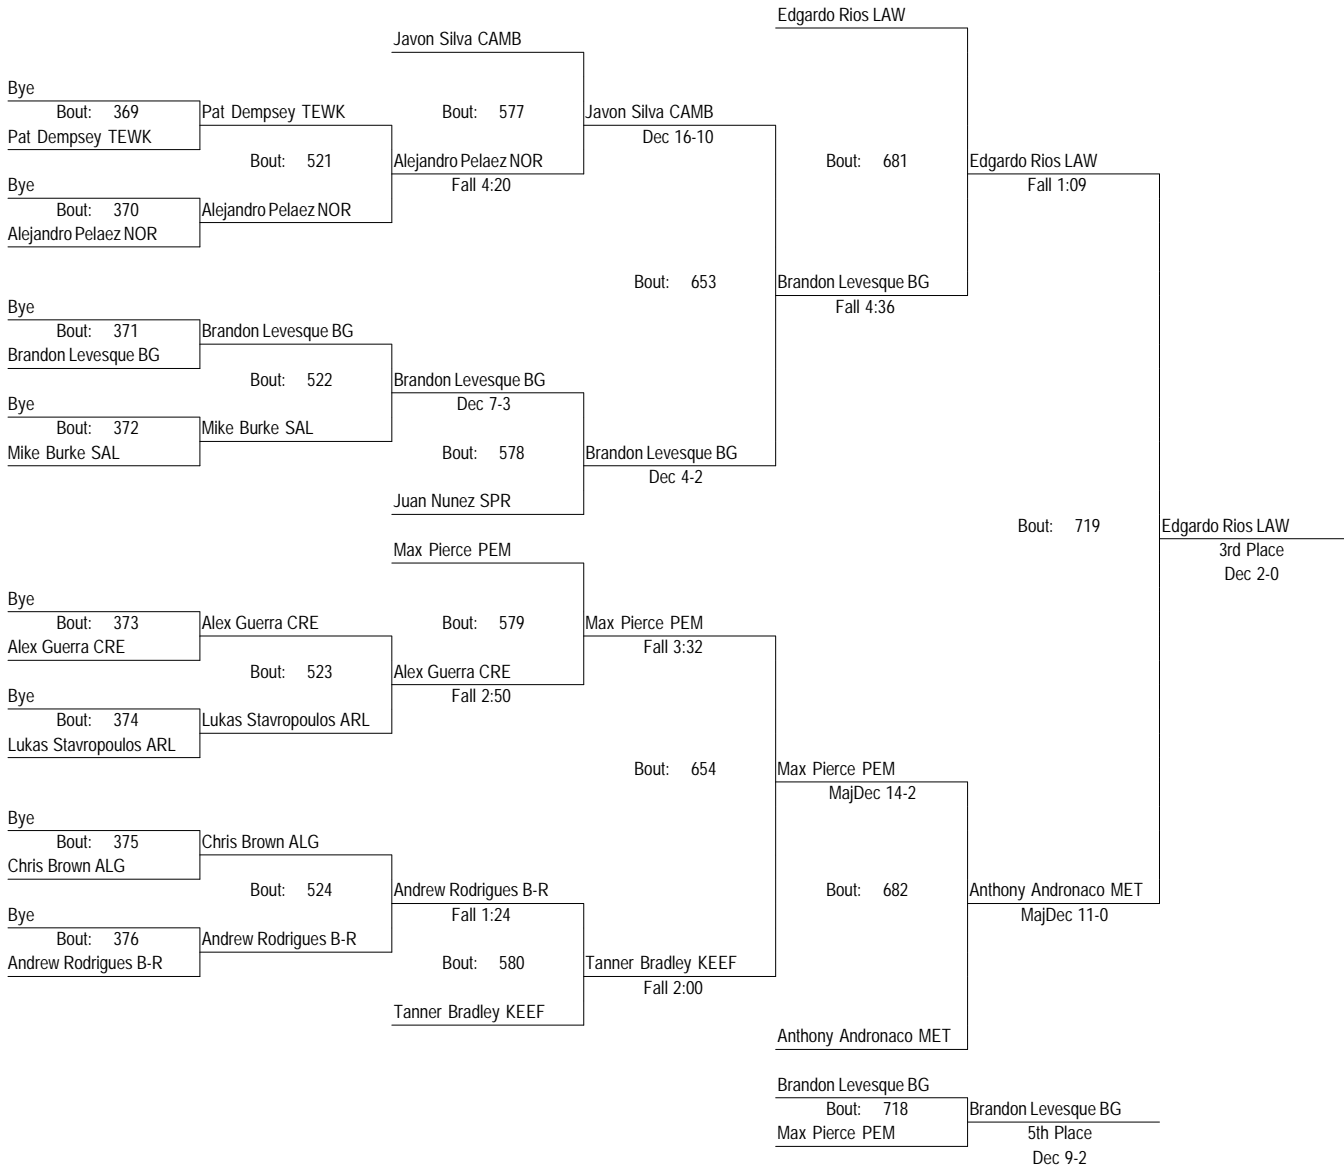 Edgardo Rios LAW
Javon Silva CAMB
Bye
Bout: 369 Pat Dempsey TEWK Bout: 577 Javon Silva CAMB
Pat Dempsey TEWK Dec 16-10
Bout: 521 Alejandro Pelaez NOR Bout: 681 Edgardo Rios LAW
Bye Fall 4:20 Fall 1:09
Bout: 370 Alejandro Pelaez NOR
Alejandro Pelaez NOR
Bout: 653 Brandon Levesque BG
Bye Fall 4:36
Bout: 371 Brandon Levesque BG
Brandon Levesque BG
Bout: 522 Brandon Levesque BG
Bye Dec 7-3
Bout: 372 Mike Burke SAL
Mike Burke SAL Bout: 578 Brandon Levesque BG
Dec 4-2
Juan Nunez SPR
Bout: 719 Edgardo Rios LAW
Max Pierce PEM 3rd Place
Dec 2-0
Bye
Bout: 373 Alex Guerra CRE Bout: 579 Max Pierce PEM
Alex Guerra CRE Fall 3:32
Bout: 523 Alex Guerra CRE
Bye Fall 2:50
Bout: 374 Lukas Stavropoulos ARL
Lukas Stavropoulos ARL
Bout: 654 Max Pierce PEM
MajDec 14-2
Bye
Bout: 375 Chris Brown ALG
Chris Brown ALG
Bout: 524 Andrew Rodrigues B-R Bout: 682 Anthony Andronaco MET
Bye Fall 1:24 MajDec 11-0
Bout: 376 Andrew Rodrigues B-R
Andrew Rodrigues B-R Bout: 580 Tanner Bradley KEEF
Fall 2:00
Tanner Bradley KEEF
Anthony Andronaco MET
Brandon Levesque BG
Bout: 718 Brandon Levesque BG
Max Pierce PEM 5th Place
Dec 9-2